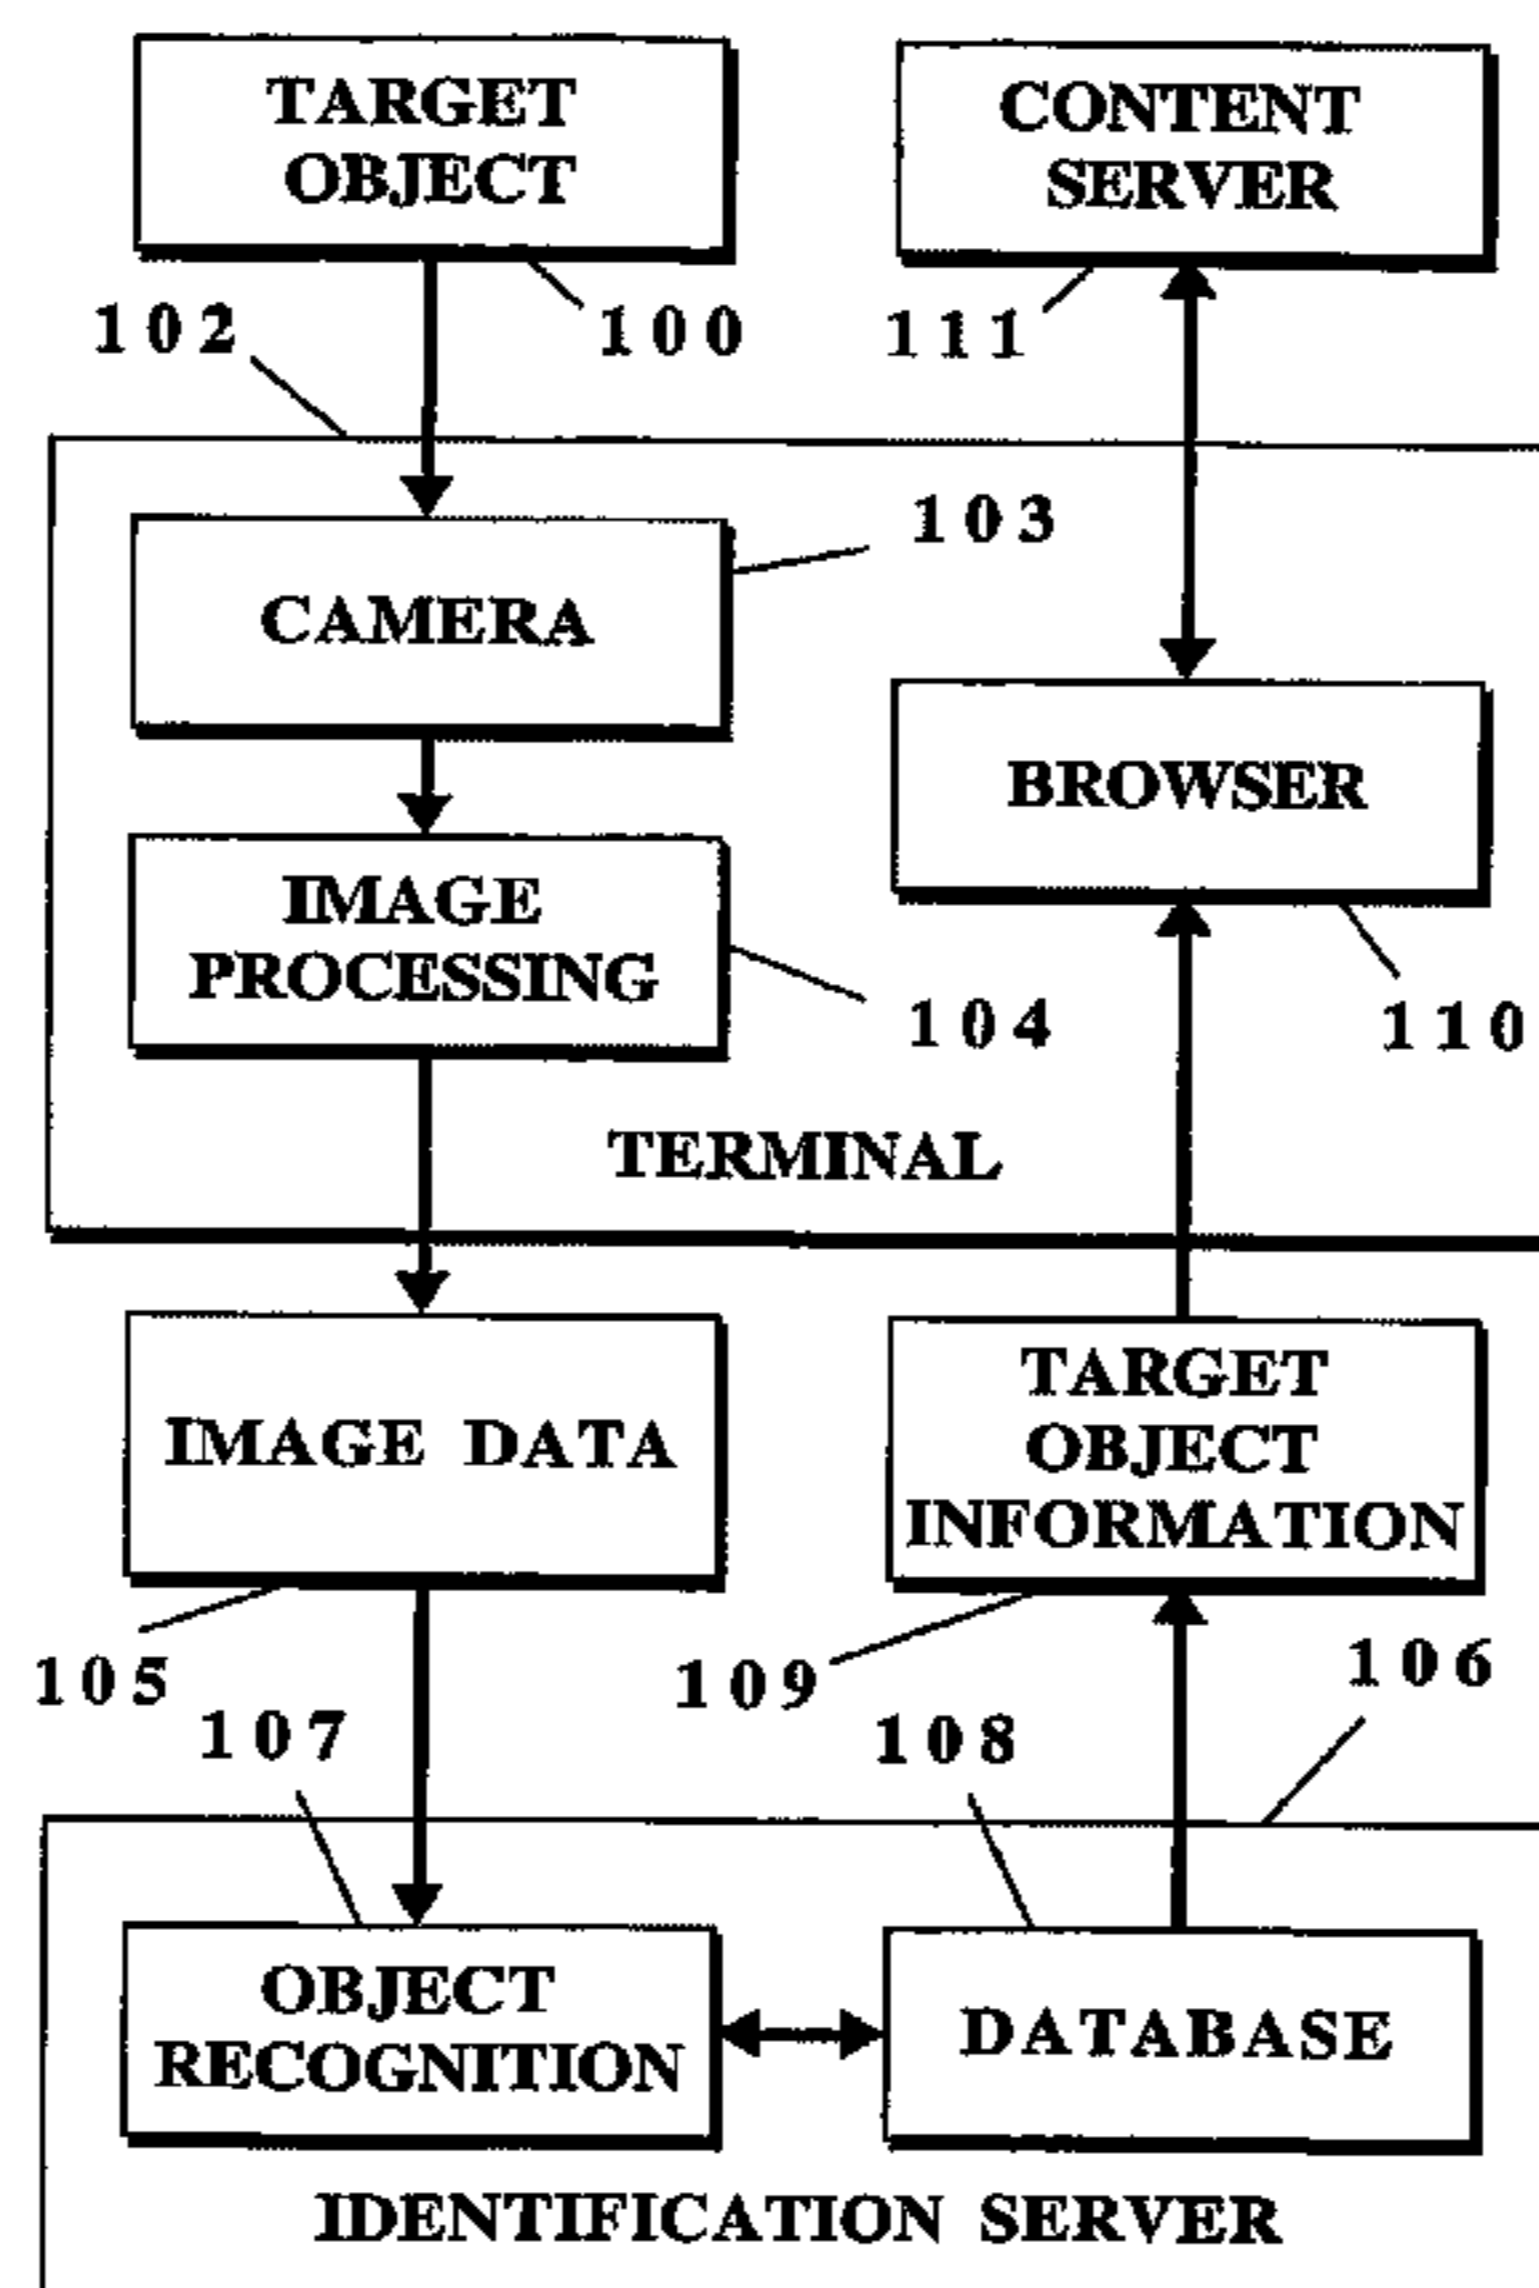 TARGET
OBJECT
CONTENT
SERVER
102
100
111
103
CAMERA
BROWSER
IMAGE
PROCESSING
104
110
TERMINAL
IMAGE DATA
TARGET
OBJECT
INFORMATION
105
109
106
107
108
OBJECT
RECOGNITION
DATABASE
IDENTIFICATION SERVER